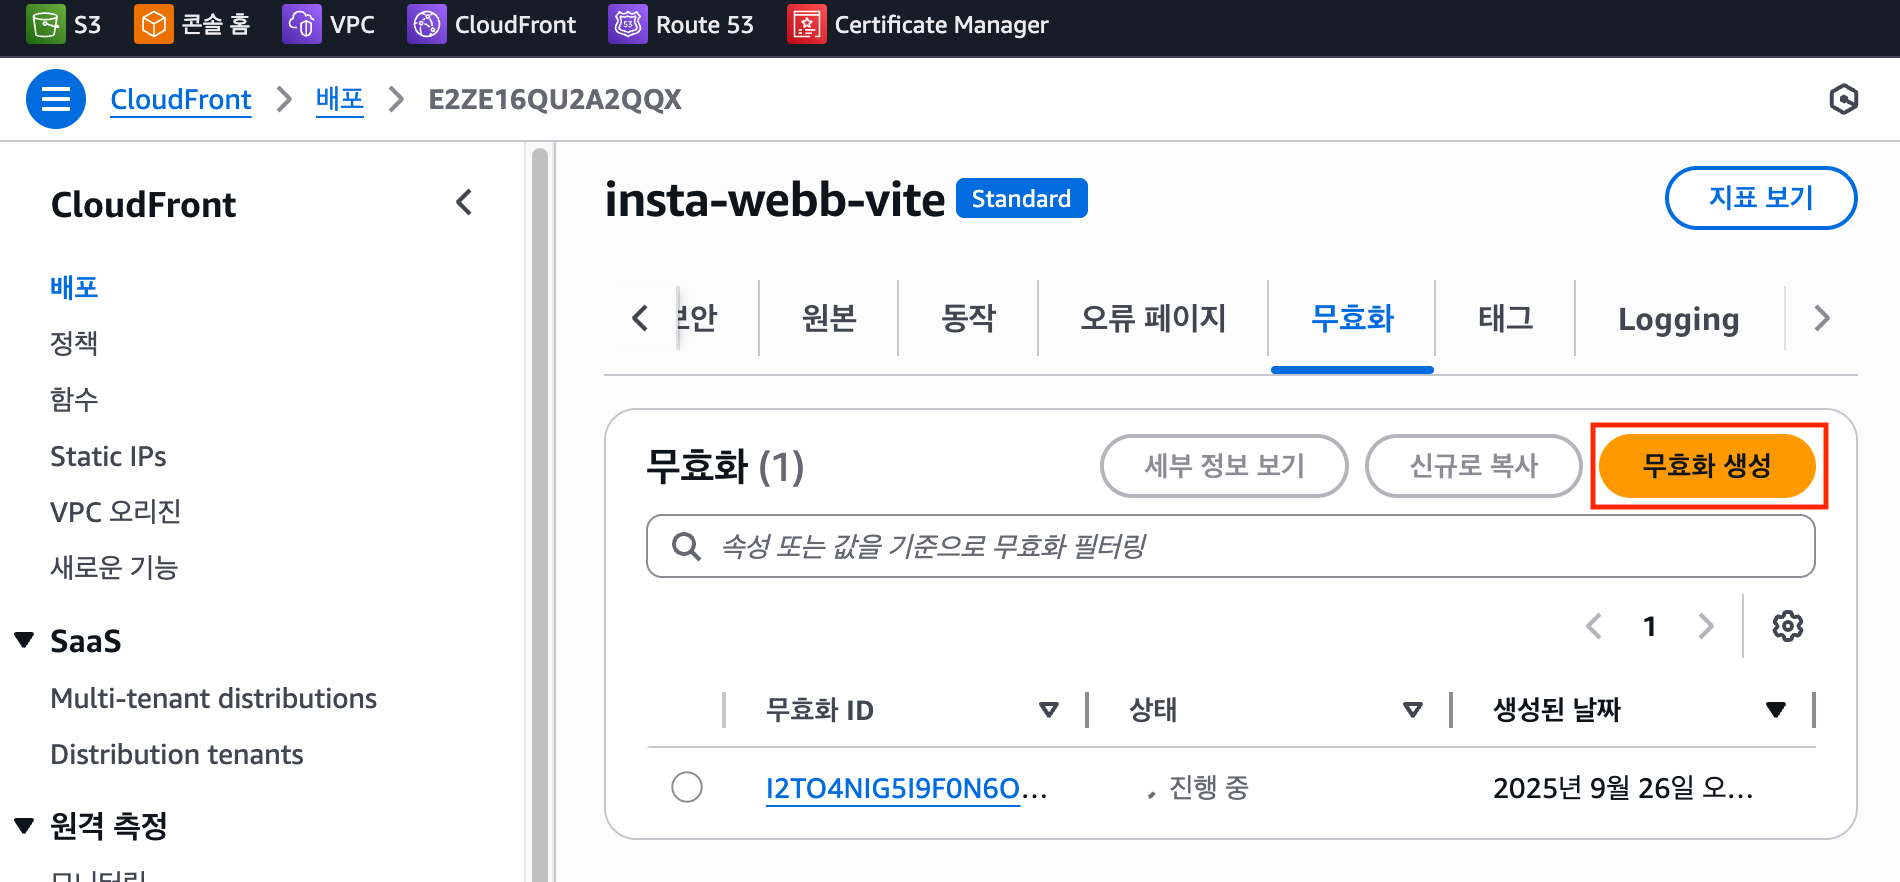 S3 콘솔 홈 VPC CloudFront Route 53 Certificate Manager
CloudFront 배포 E2ZE16QU2A2QQX
CloudFront
배포
정책
함수
Static IPs
VPC 오리진
새로운 기능
SaaS
Multi-tenant distributions
Distribution tenants
원격 측정
모니터링
insta-webb-vite Standard 지표 보기
보안 원본 동작 오류 페이지 무효화 태그 Logging
무효화 (1) 세부 정보 보기 신규로 복사 무효화 생성
속성 또는 값을 기준으로 무효화 필터링
1
무효화 ID 상태 생성된 날짜
I2TO4NIG5I9F0N6O... 진행 중 2025년 9월 26일 오...